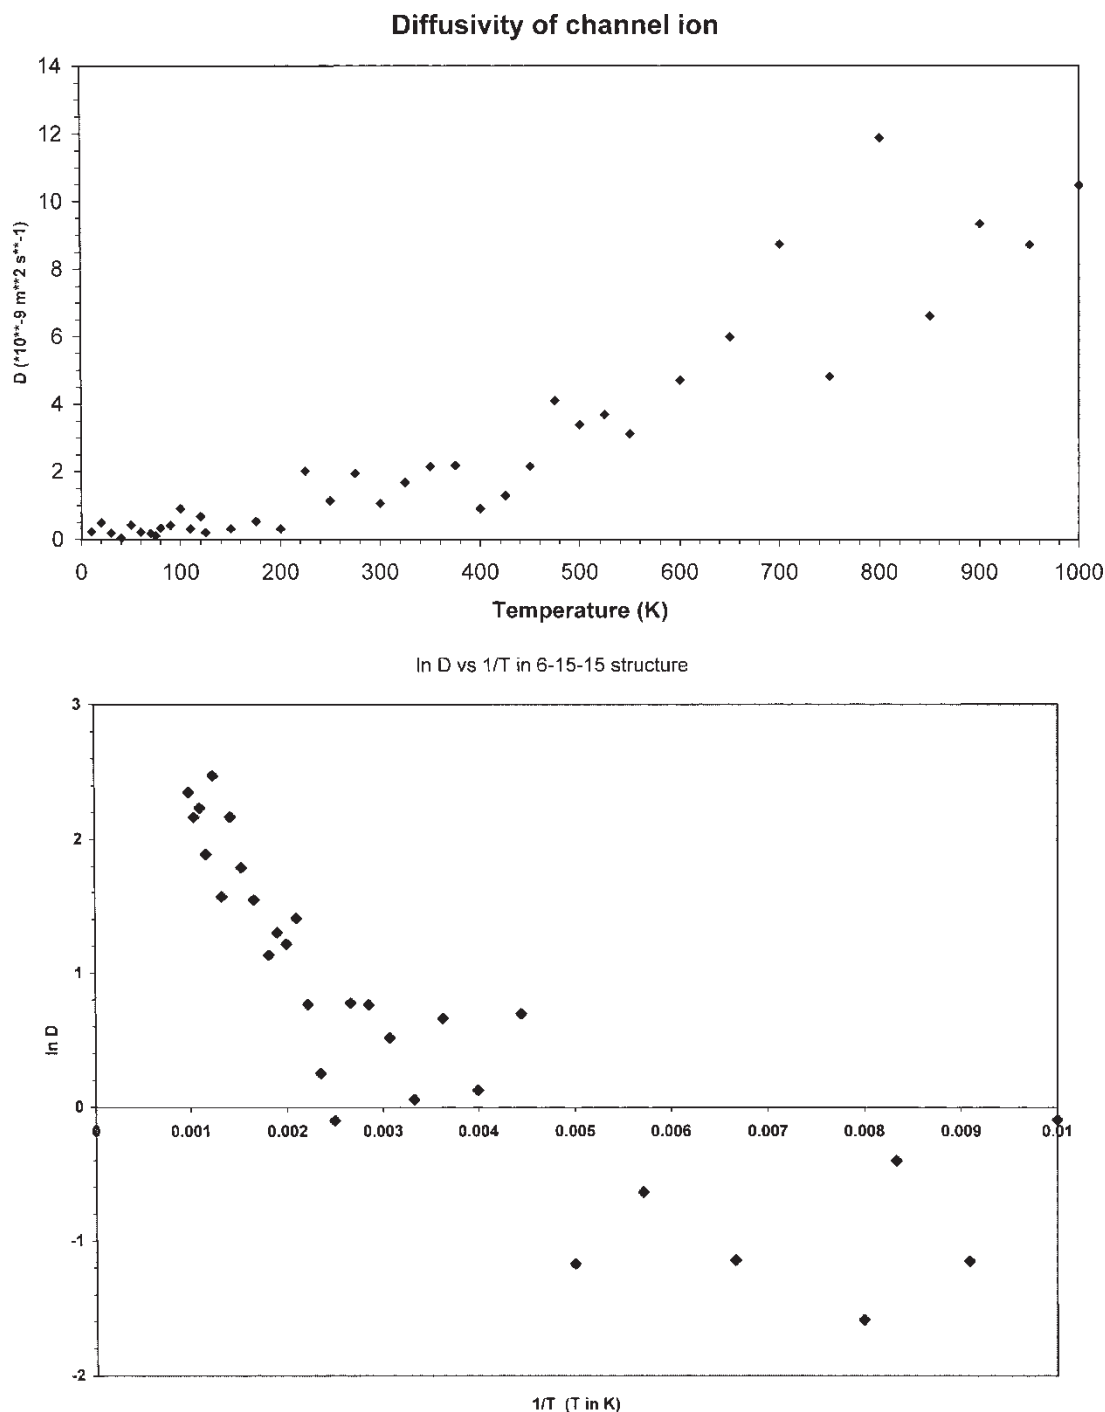 Diffusivity of channel ion
14
12
10
8
6
4
2
0
D (*10**-9 m**2 s**-1)
0 100 200 300 400 500 600 700 800 900 1000
Temperature (K)
ln D vs 1/T in 6-15-15 structure
3
2
1
0
-1
-2
ln D
0 0.001 0.002 0.003 0.004 0.005 0.006 0.007 0.008 0.009 0.01
1/T (T in K)